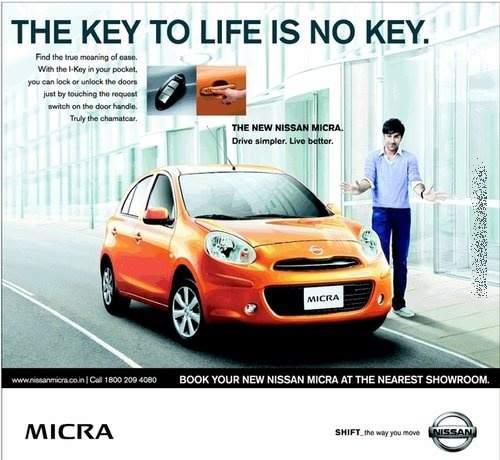 THE KEY TO LIFE IS NO KEY.
Find the true meaning of ease.
With the I-Key in your pocket,
you can lock or unlock the doors
just by touching the request
switch on the door handle.
Truly the chamatcar.
THE NEW NISSAN MICRA.
Drive simpler. Live better.
MICRA
www.nissanmicra.co.in | Call 1800 209 4080
BOOK YOUR NEW NISSAN MICRA AT THE NEAREST SHOWROOM.
MICRA
SHIFT_the way you move
NISSAN